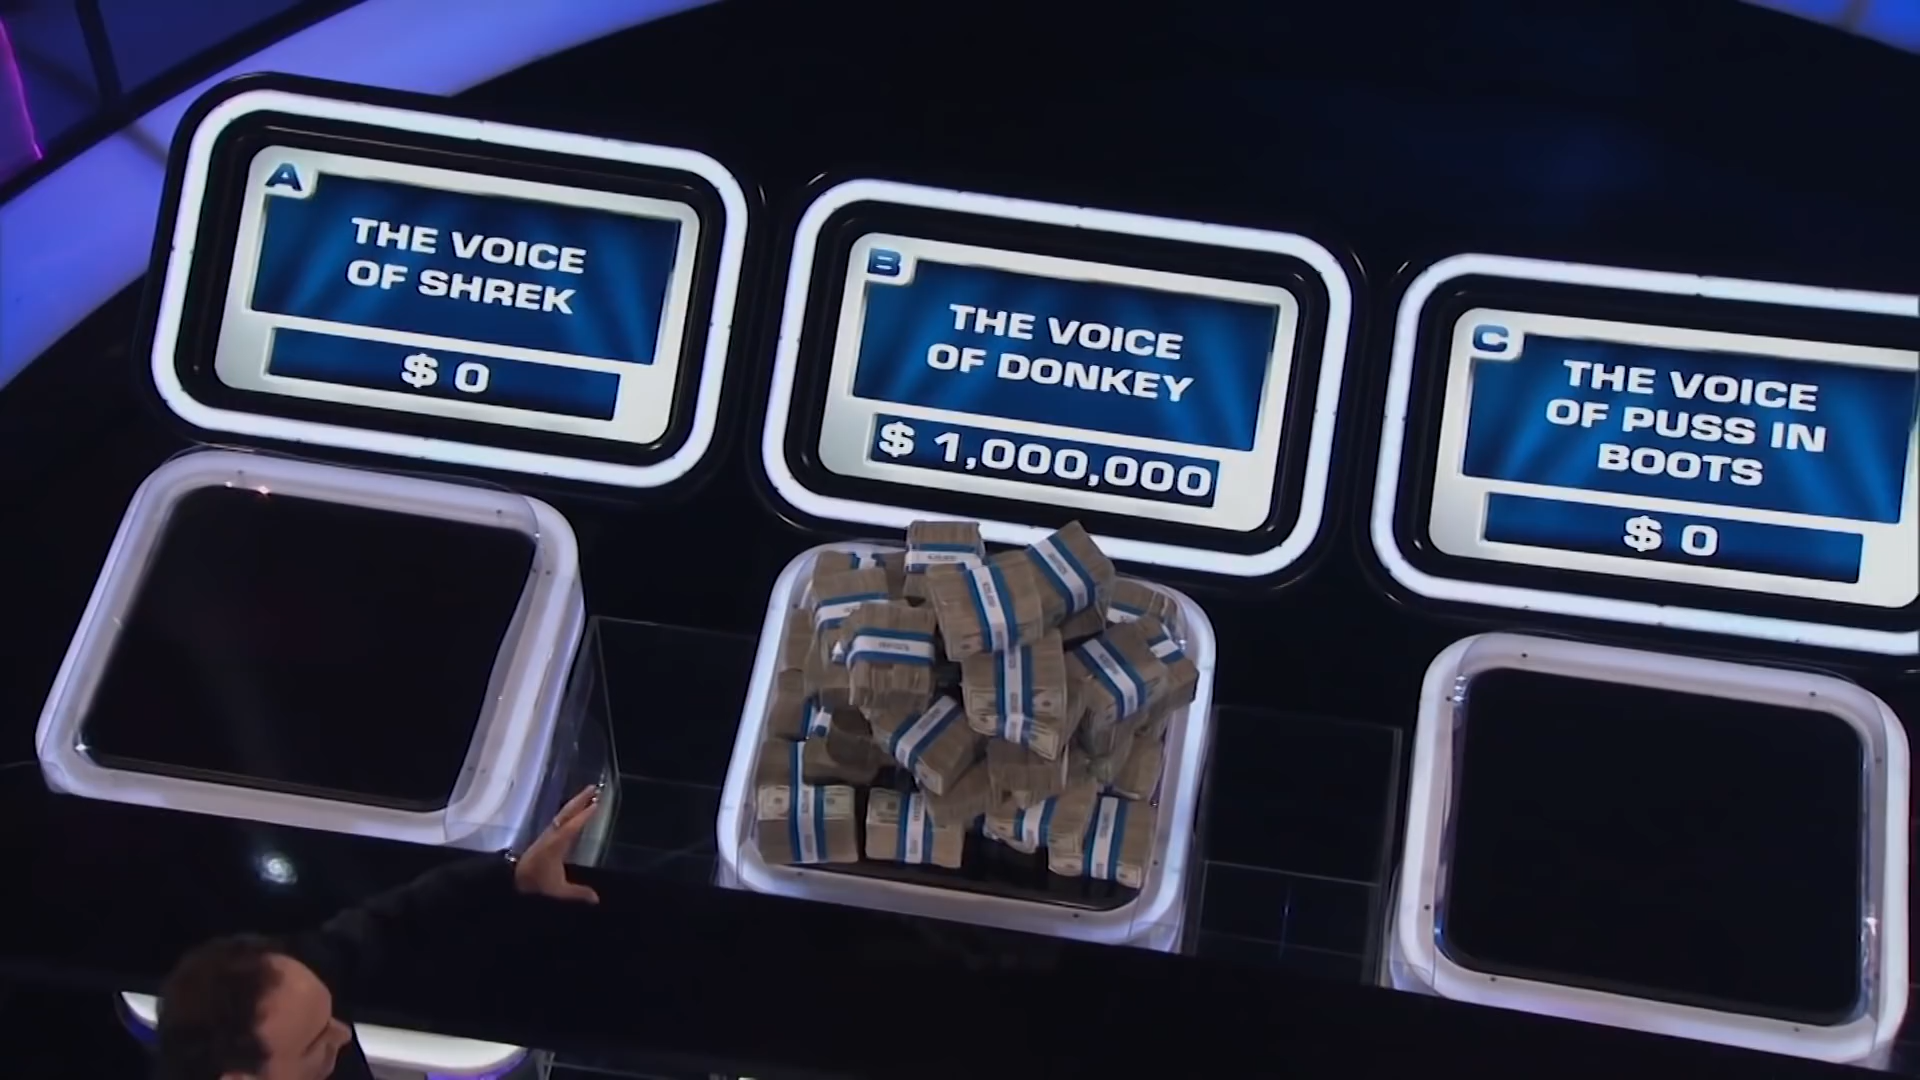 A
THE VOICE
OF SHREK
$ 0
B
THE VOICE
OF DONKEY
$ 1,000,000
C
THE VOICE
OF PUSS IN
BOOTS
$ 0